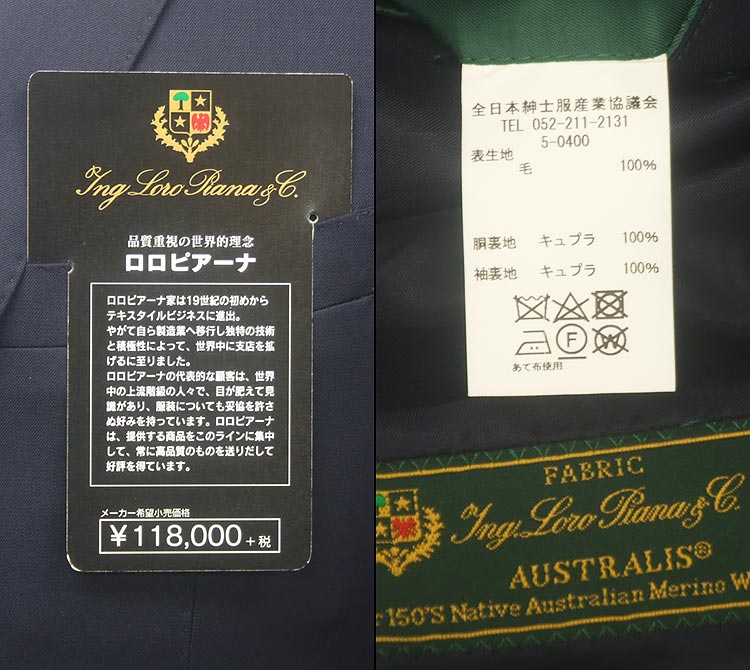 Ing Loro Piana & C.
品質重視の世界的理念
ロロピアーナ
ロロピアーナ家は19世紀の初めから
テキスタイルビジネスに進出。
やがて自ら製造業へ移行し独特の技術
と積極性によって、世界中に支店を拡
げるに至りました。
ロロピアーナの代表的な顧客は、世界
中の上流階級の人々で、目が肥えて見
識があり、服装についても妥協を許さ
ぬ好みを持っています。ロロピアーナ
は、提供する商品をこのラインに集中
して、常に高品質のものを送りだして
好評を得ています。
メーカー希望小売価格
¥118,000+税
全日本紳士服産業協議会
TEL 052-211-2131
5-0400
表生地
毛 100%
胴裏地 キュプラ 100%
袖裏地 キュプラ 100%
F W
あて布使用
FABRIC
Ing. Loro Piana & C.
AUSTRALIS®
150'S Native Australian Merino W